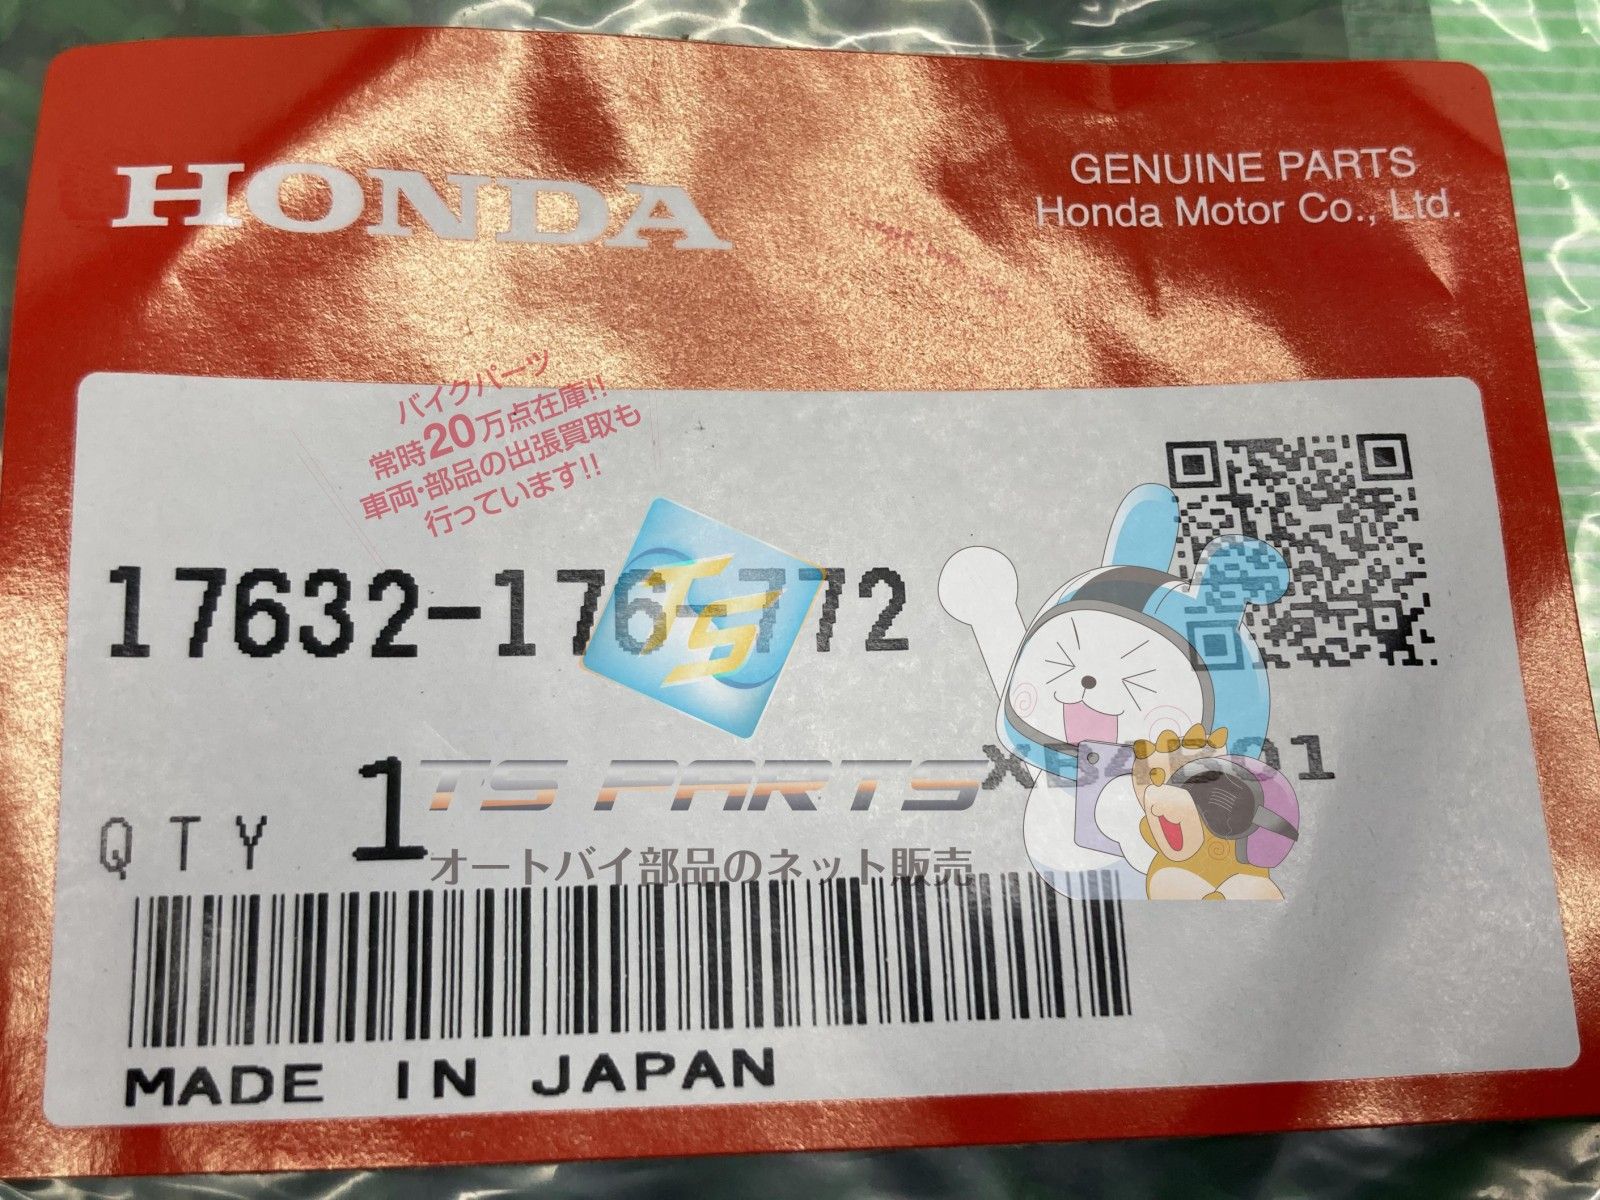 HONDA
GENUINE PARTS
Honda Motor Co., Ltd.
バイクパーツ
常時20万点在庫!!
車両・部品の出張買取も
行っています!!
17632-176-772
TS
TS PARTS
QTY 1
オートバイ部品のネット販売
MADE IN JAPAN